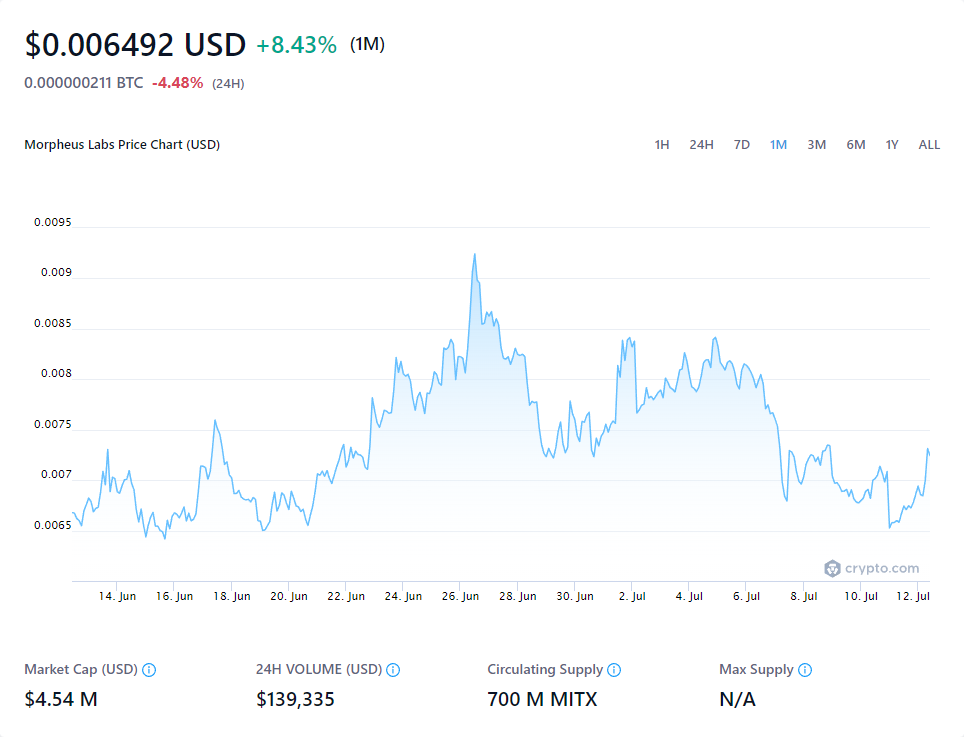 $0.006492 USD +8.43% (1M)
0.000000211 BTC -4.48% (24H)
Morpheus Labs Price Chart (USD) 1H 24H 7D 1M 3M 6M 1Y ALL
0.0095
0.009
0.0085
0.008
0.0075
0.007
0.0065
crypto.com
14. Jun 16. Jun 18. Jun 20. Jun 22. Jun 24. Jun 26. Jun 28. Jun 30. Jun 2. Jul 4. Jul 6. Jul 8. Jul 10. Jul 12. Jul
Market Cap (USD) 24H VOLUME (USD) Circulating Supply Max Supply
$4.54 M $139,335 700 M MITX N/A